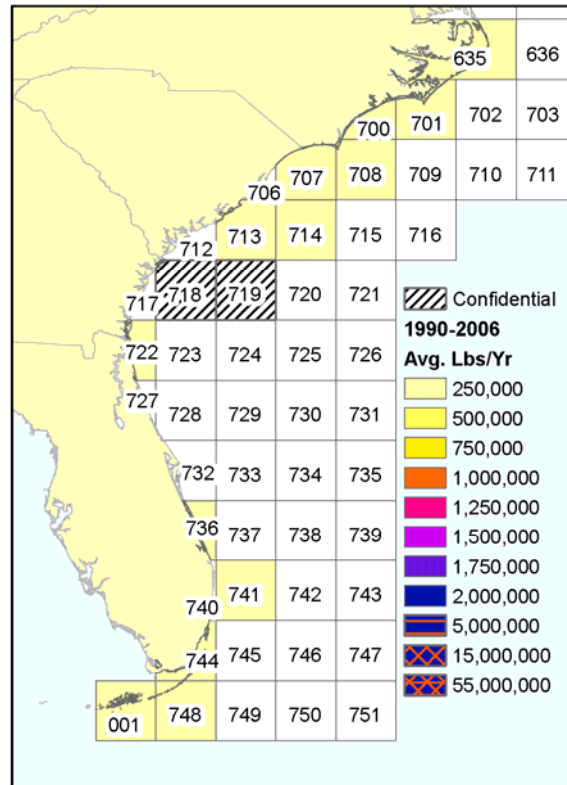 635 636
700 701 702 703
706 707 708 709 710 711
712 713 714 715 716
717 718 719 720 721
722 723 724 725 726
727 728 729 730 731
732 733 734 735
736 737 738 739
740 741 742 743
744 745 746 747
001 748 749 750 751
Confidential
1990-2006
Avg. Lbs/Yr
250,000
500,000
750,000
1,000,000
1,250,000
1,500,000
1,750,000
2,000,000
5,000,000
15,000,000
55,000,000